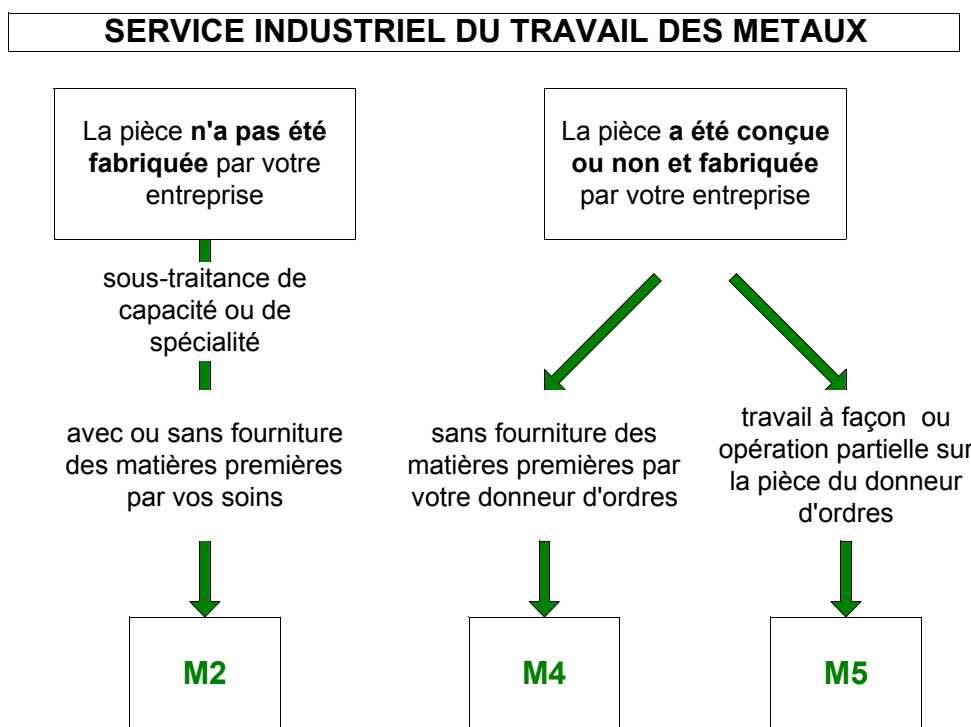 SERVICE INDUSTRIEL DU TRAVAIL DES METAUX
La pièce n'a pas été
fabriquée par votre
entreprise
La pièce a été conçue
ou non et fabriquée
par votre entreprise
sous-traitance de
capacité ou de
spécialité
avec ou sans fourniture
des matières premières
par vos soins
sans fourniture des
matières premières par
votre donneur d'ordres
travail à façon ou
opération partielle sur
la pièce du donneur
d'ordres
M2
M4
M5